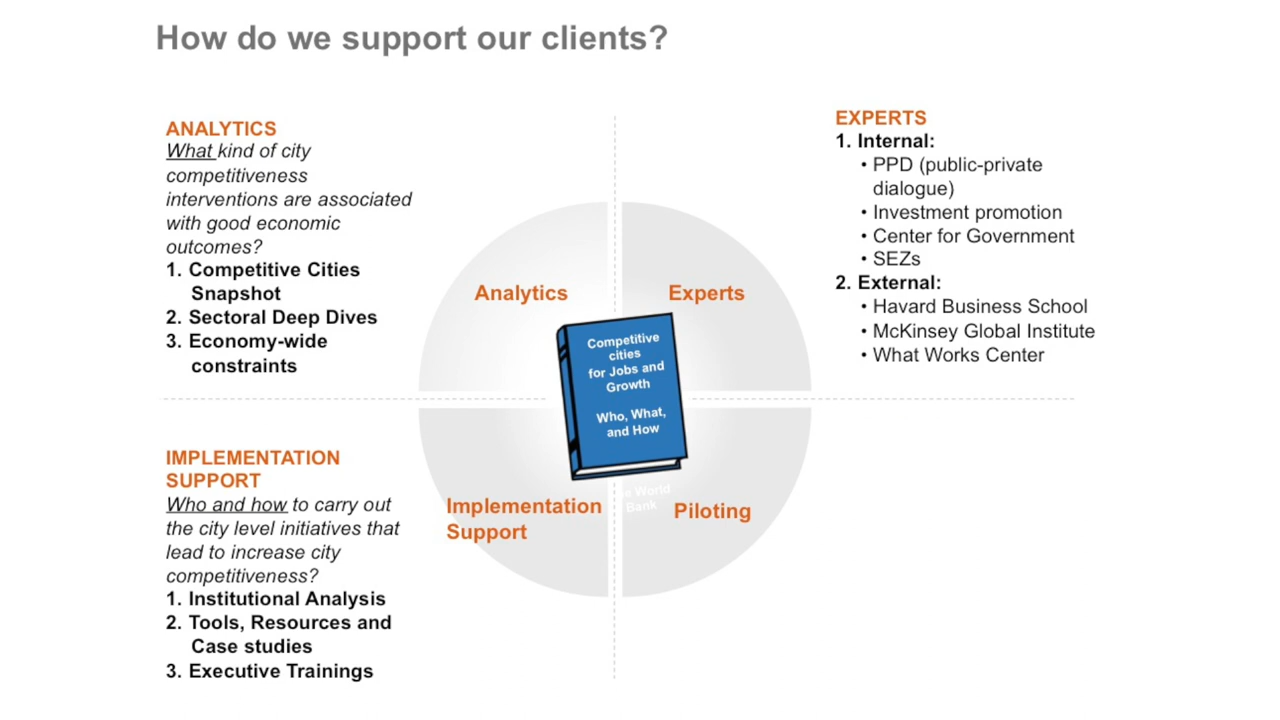 How do we support our clients?
ANALYTICS
What kind of city
competitiveness
interventions are associated
with good economic
outcomes?
1. Competitive Cities
Snapshot
2. Sectoral Deep Dives
3. Economy-wide
constraints
EXPERTS
1. Internal:
• PPD (public-private
dialogue)
• Investment promotion
• Center for Government
• SEZs
2. External:
• Havard Business School
• McKinsey Global Institute
• What Works Center
Analytics
Experts
Competitive
cities
for Jobs and
Growth
Who, What,
and How
World
Bank
Implementation
Support
Piloting
IMPLEMENTATION
SUPPORT
Who and how to carry out
the city level initiatives that
lead to increase city
competitiveness?
1. Institutional Analysis
2. Tools, Resources and
Case studies
3. Executive Trainings